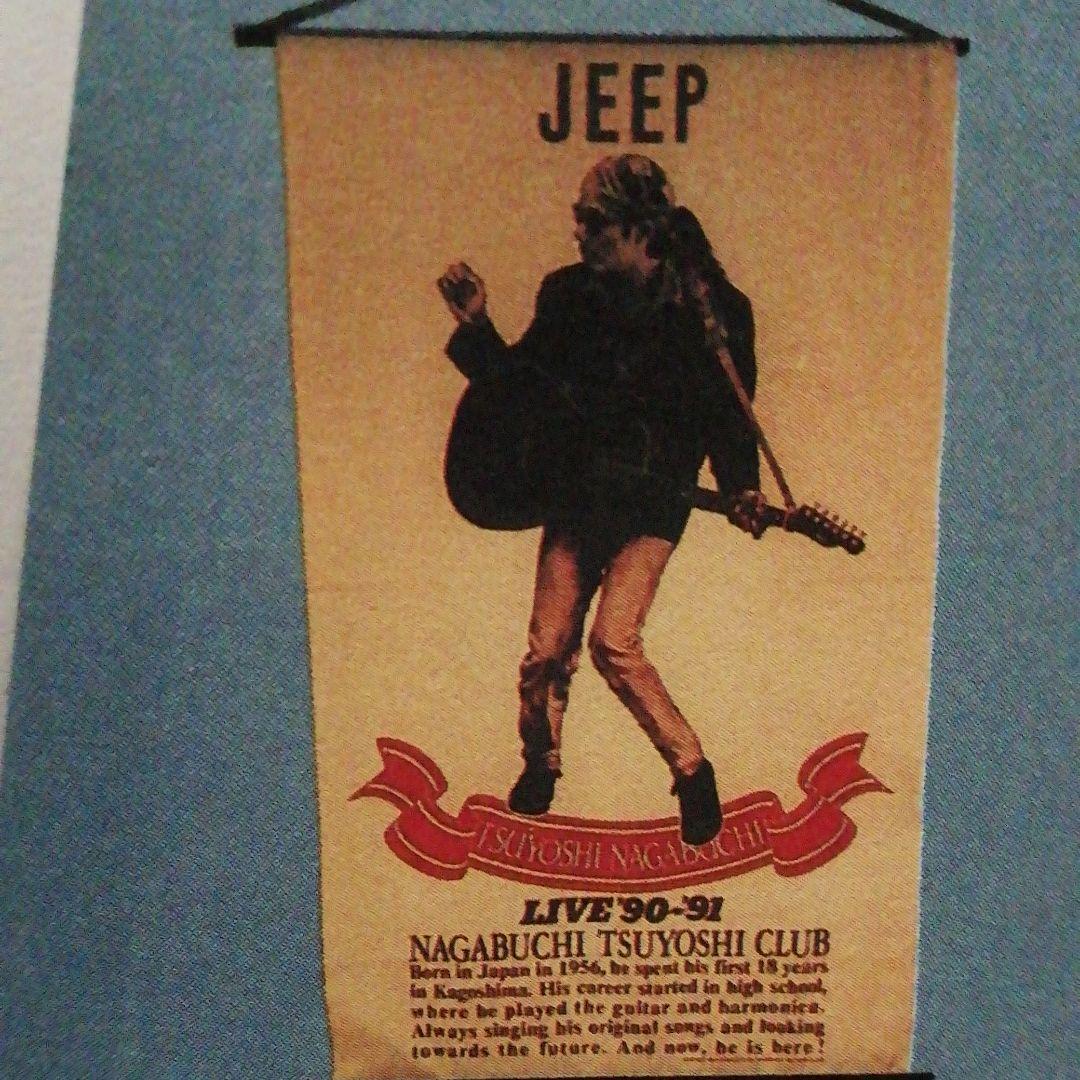 JEEP
TSUYOSHI NAGABUCHI
LIVE '90-'91
NAGABUCHI TSUYOSHI CLUB
Born in Japan in 1956, he spent his first 18 years
in Kagoshima. His career started in high school,
where he played the guitar and harmonica.
Always singing his original songs and looking
towards the future. And now, he is here!